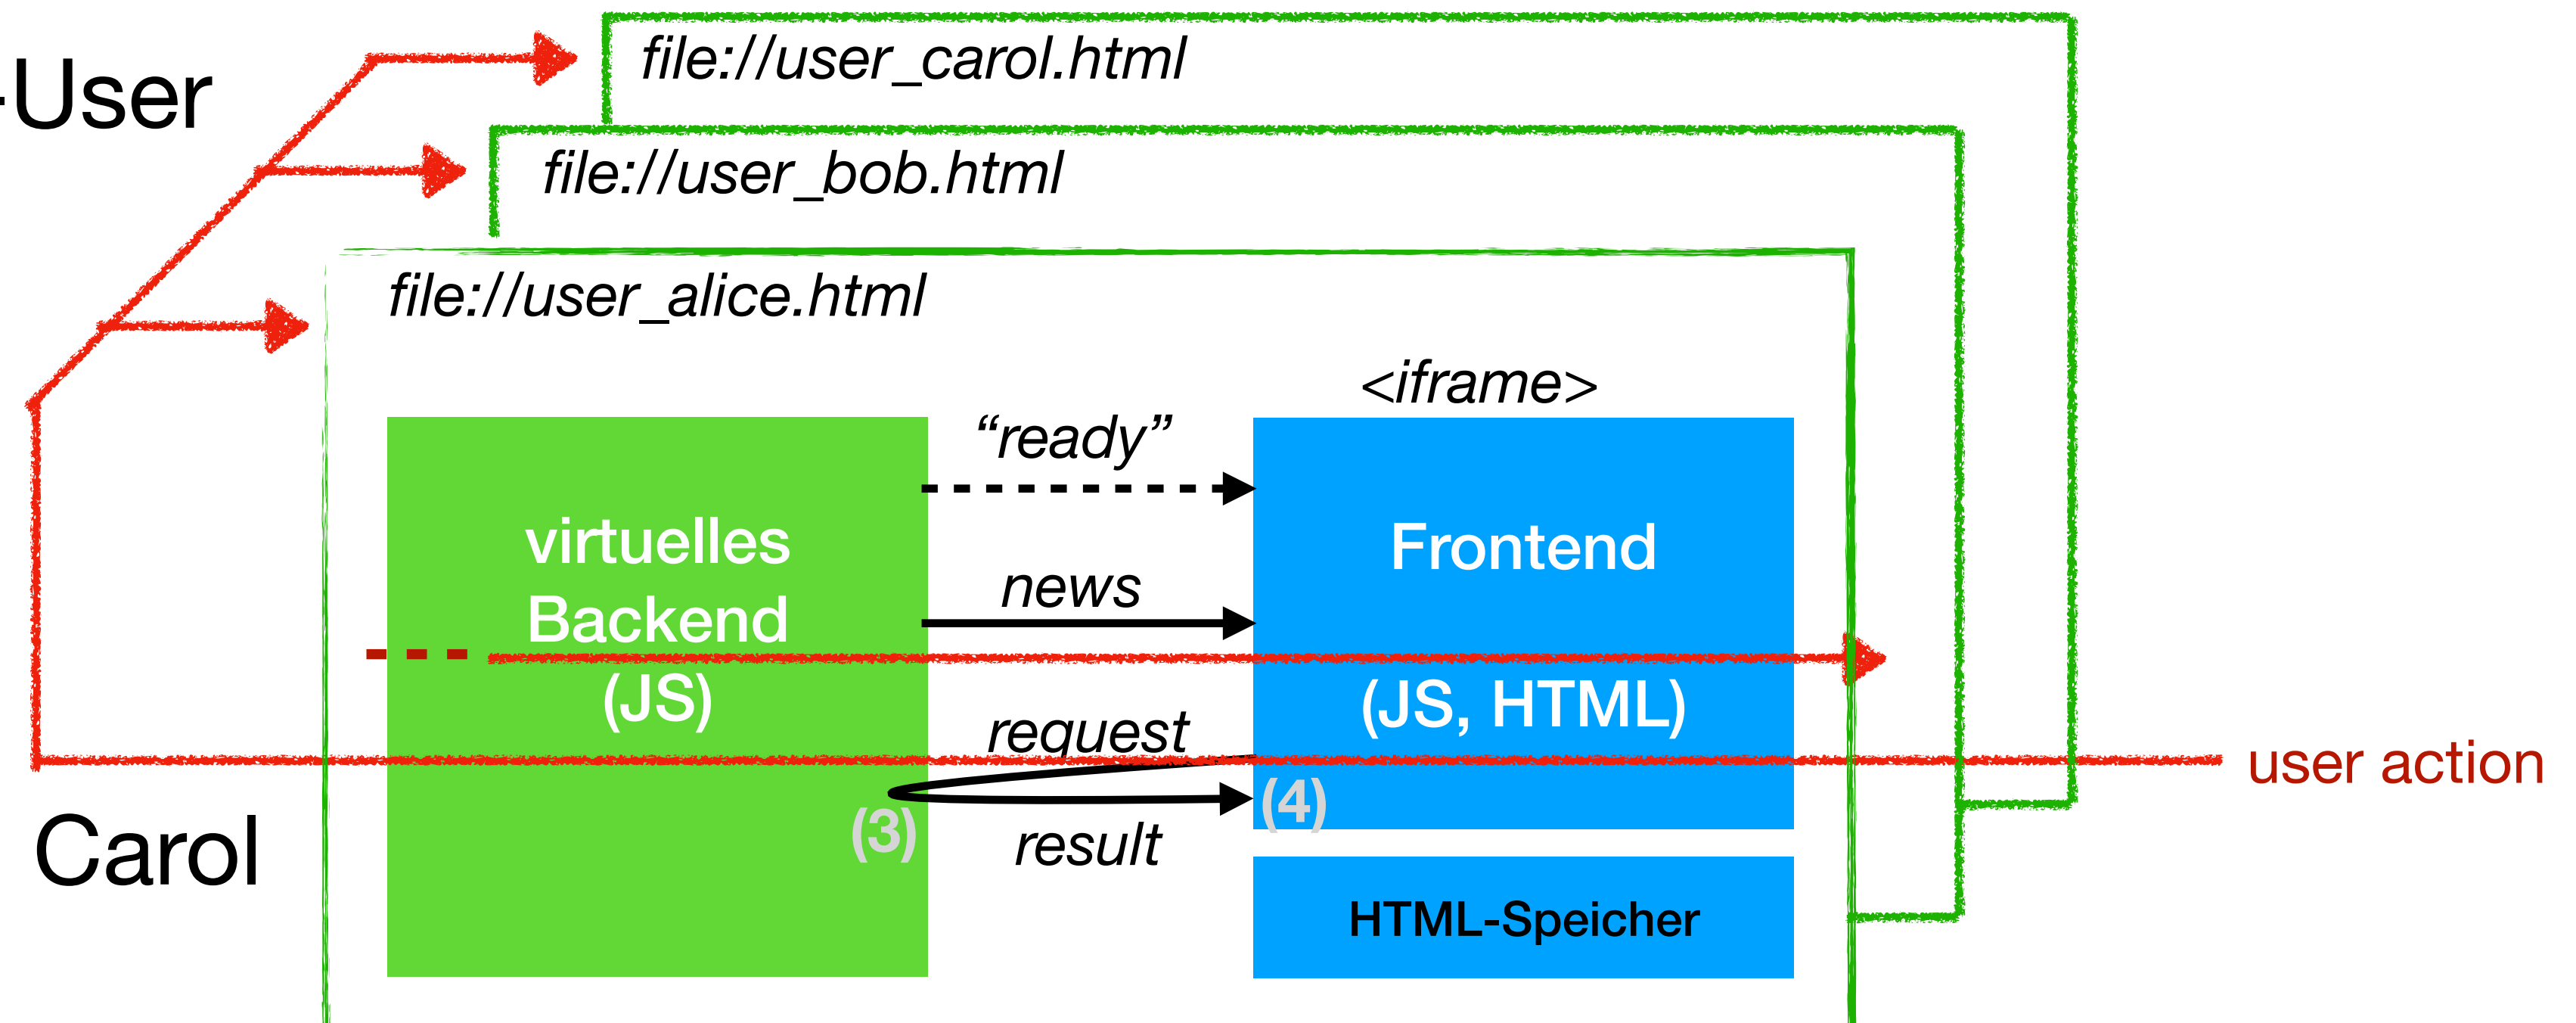 file://user_carol.html
-User
file://user_bob.html
file://user_alice.html
<iframe>
“ready”
virtuelles
Backend
(JS)
Frontend
(JS, HTML)
news
request
user action
(3)
(4)
result
Carol
HTML-Speicher